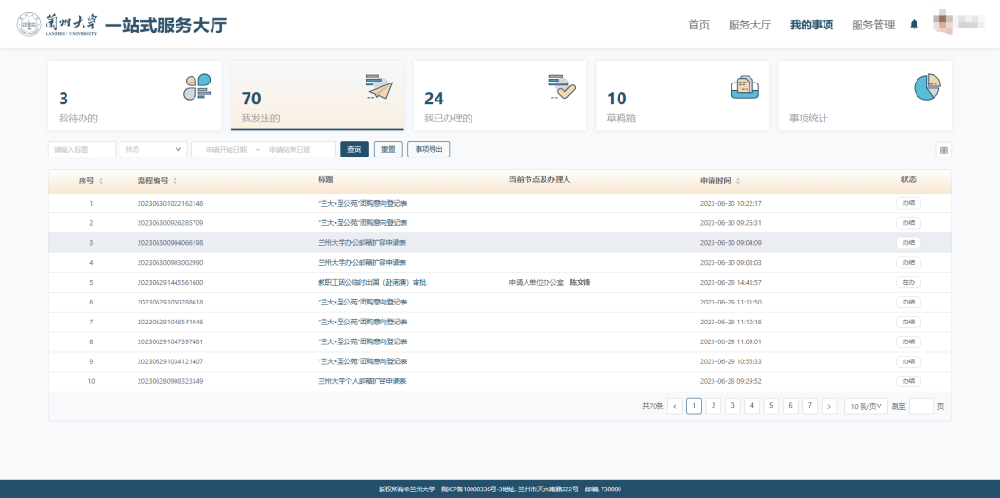 兰州大学 LANZHOU UNIVERSITY 一站式服务大厅 首页 服务大厅 我的事项 服务管理
3 70 24 10
我待办的 我发出的 我已办理的 草稿箱 事项统计
请输入标题 状态 申请开始日期 ~ 申请结束日期 查询 重置 事项导出
序号 流程编号 标题 当前节点及办理人 申请时间 状态
1 202306301022162146 “兰大•至公苑”团购意向登记表 2023-06-30 10:22:17 办结
2 202306300926285709 “兰大•至公苑”团购意向登记表 2023-06-30 09:26:31 办结
3 202306300904066198 兰州大学办公邮箱扩容申请表 2023-06-30 09:04:09 办结
4 202306300903002990 兰州大学办公邮箱扩容申请表 2023-06-30 09:03:03 办结
5 202306291445561600 教职工因公临时出国（赴港澳）审批 申请人单位办公室：陈文锋 2023-06-29 14:45:57 在办
6 202306291050288618 “兰大•至公苑”团购意向登记表 2023-06-29 11:11:50 办结
7 202306291048541046 “兰大•至公苑”团购意向登记表 2023-06-29 11:10:16 办结
8 202306291047397481 “兰大•至公苑”团购意向登记表 2023-06-29 11:09:01 办结
9 202306291034121407 “兰大•至公苑”团购意向登记表 2023-06-29 10:55:33 办结
10 202306280908323349 兰州大学个人邮箱扩容申请表 2023-06-28 09:29:52 办结
共70条 < 1 2 3 4 5 6 7 > 10 条/页 跳至 页
版权所有©兰州大学 陇ICP备10000336号-3地址: 兰州市天水南路222号 邮编: 730000